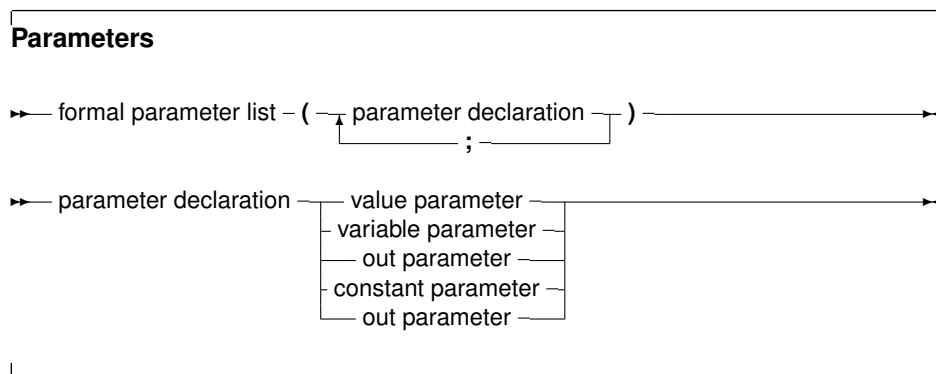 Parameters
formal parameter list ( parameter declaration )
;
parameter declaration value parameter
variable parameter
out parameter
constant parameter
out parameter